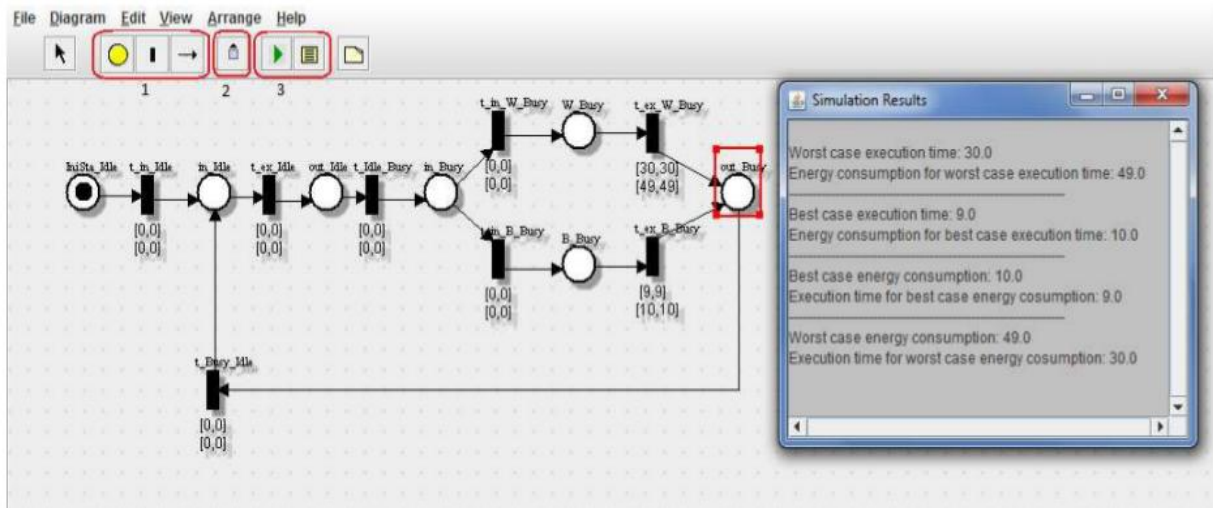 File Diagram Edit View Arrange Help
1 2 3
Simulation Results
t_in_W_Busy W_Busy t_ex_W_Busy
IniSta_Idle t_in_Idle in_Idle t_ex_Idle out_Idle t_Idle_Busy in_Busy out_Busy
[0,0]
[0,0]
[30,30]
[49,49]
[0,0]
[0,0]
[0,0]
[0,0]
[0,0]
[0,0]
t_in_B_Busy B_Busy t_ex_B_Busy
[0,0]
[0,0]
[9,9]
[10,10]
t_Busy_Idle
[0,0]
[0,0]
Worst case execution time: 30.0
Energy consumption for worst case execution time: 49.0
Best case execution time: 9.0
Energy consumption for best case execution time: 10.0
Best case energy consumption: 10.0
Execution time for best case energy cosumption: 9.0
Worst case energy consumption: 49.0
Execution time for worst case energy cosumption: 30.0